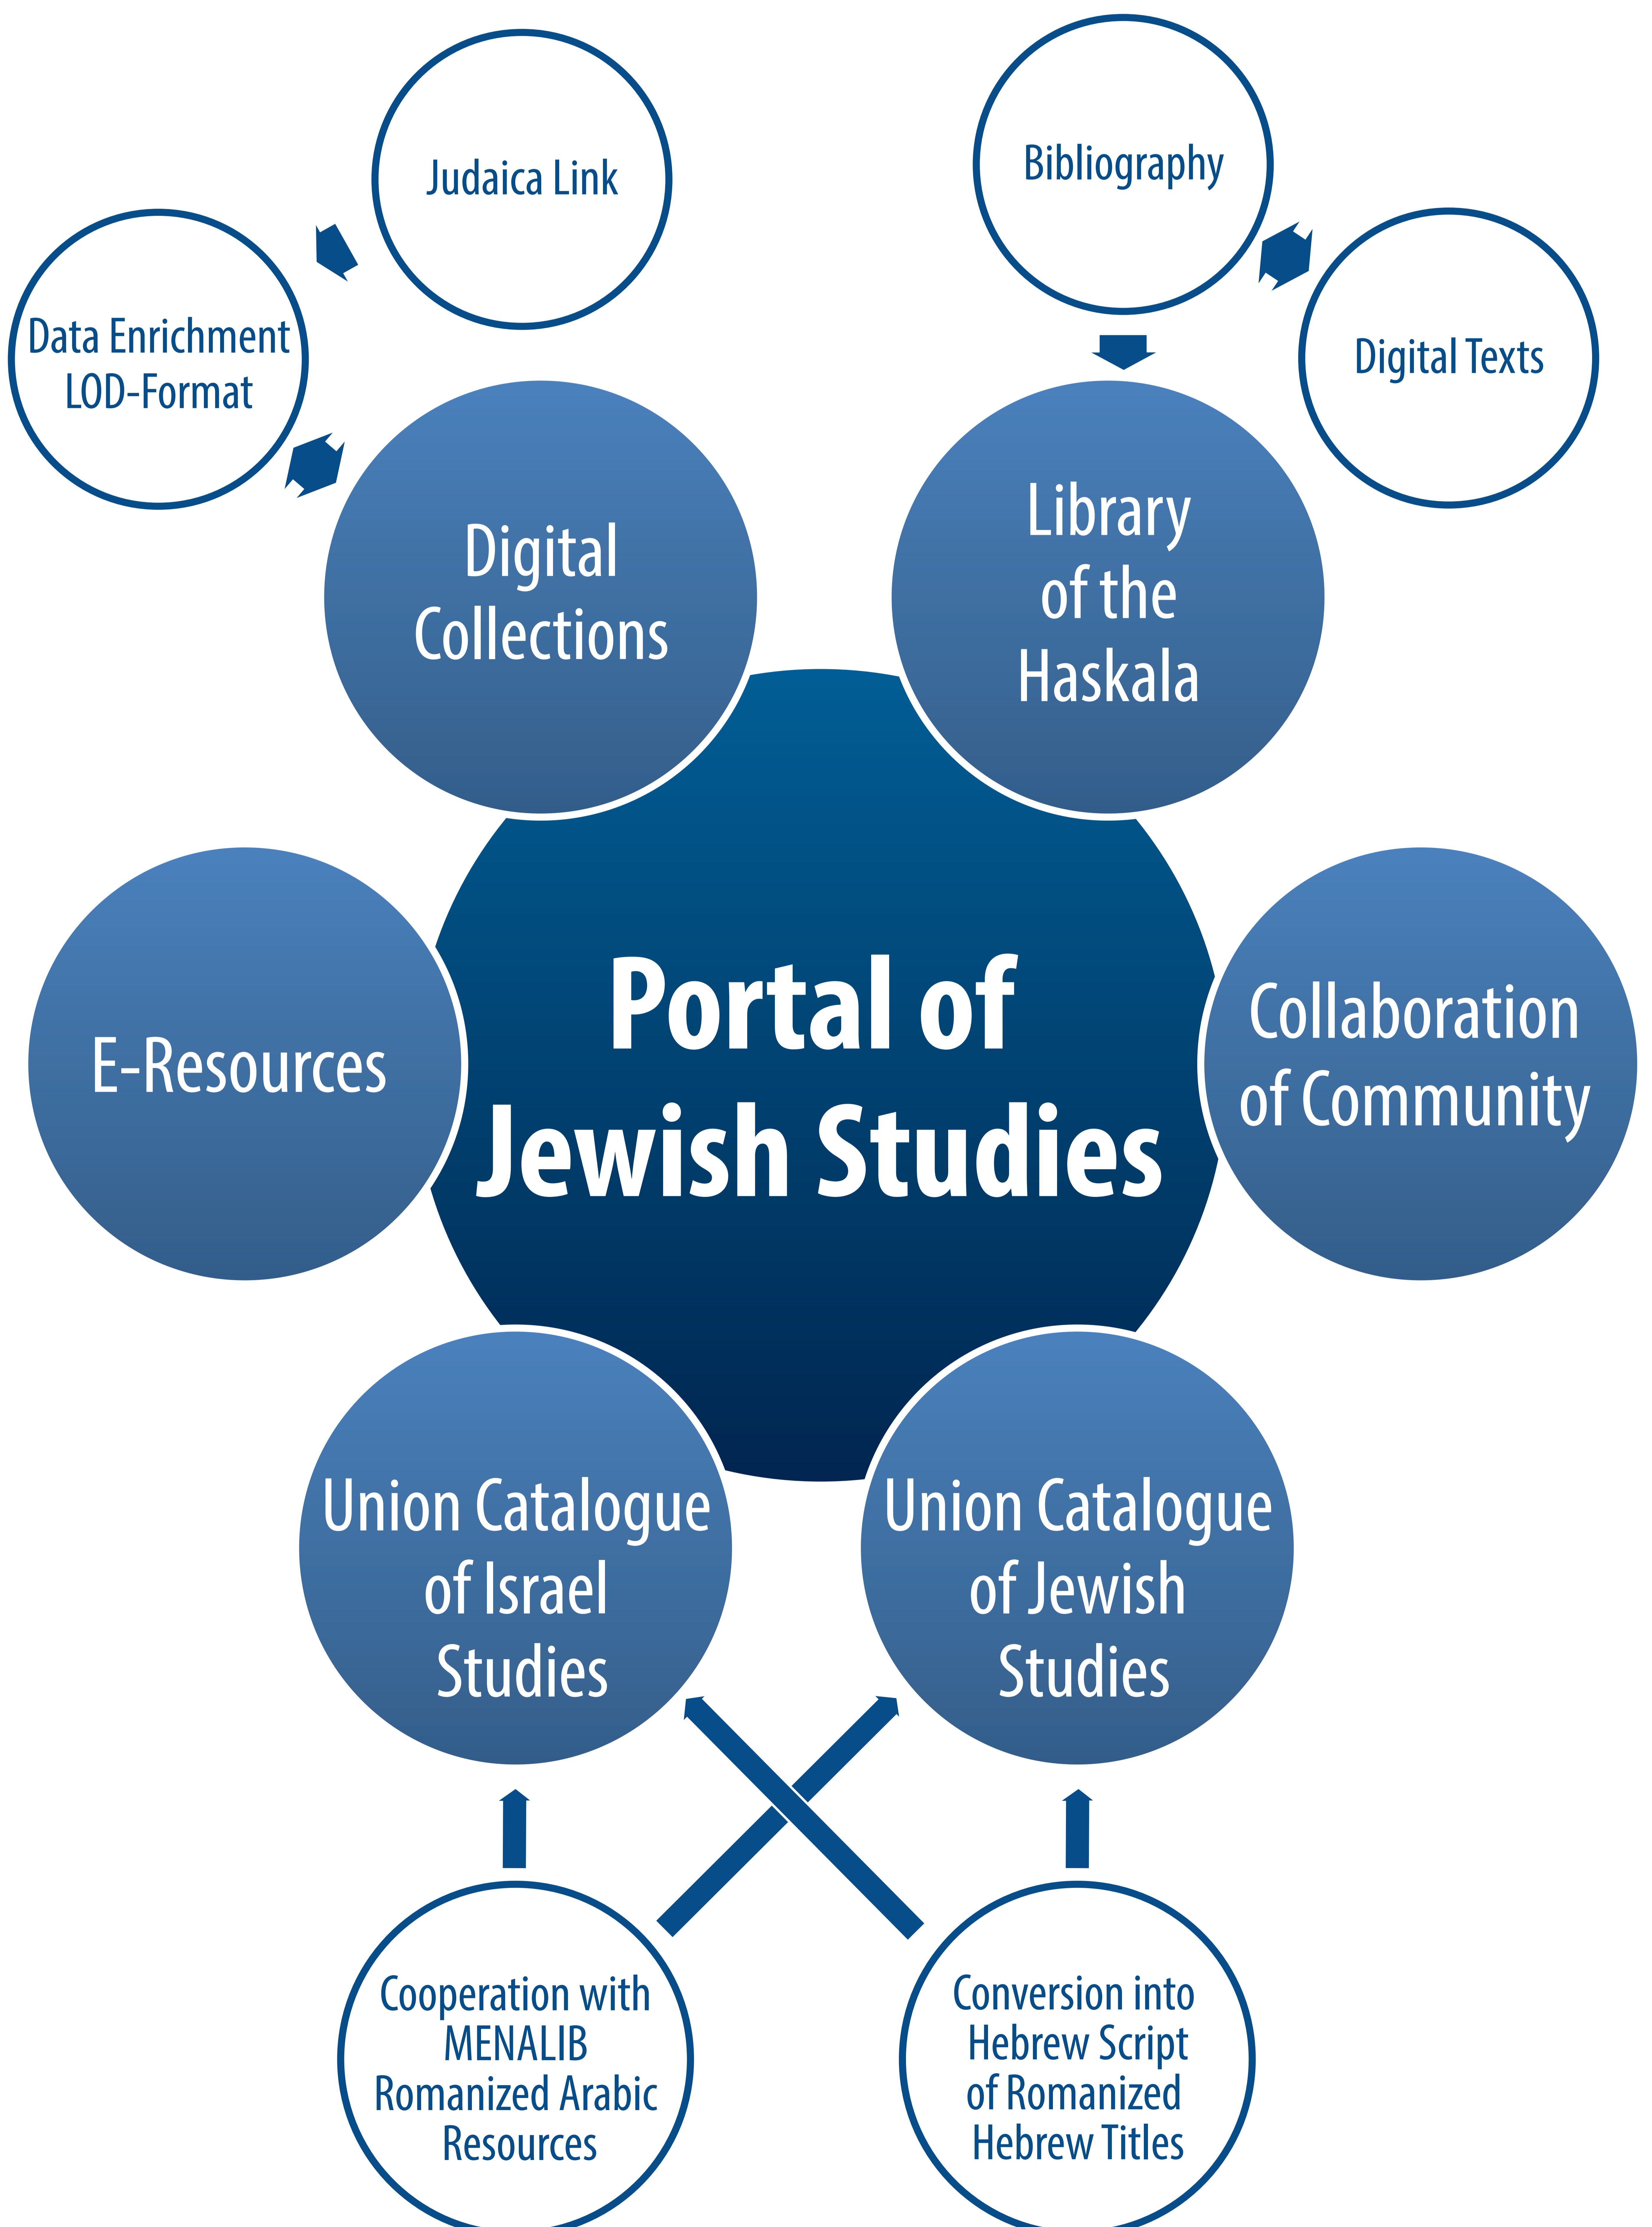 Judaica Link
Bibliography
Data Enrichment
LOD-Format
Digital Texts
Digital
Collections
Library
of the
Haskala
E-Resources
Portal of
Jewish Studies
Collaboration
of Community
Union Catalogue
of Israel
Studies
Union Catalogue
of Jewish
Studies
Cooperation with
MENALIB
Romanized Arabic
Resources
Conversion into
Hebrew Script
of Romanized
Hebrew Titles